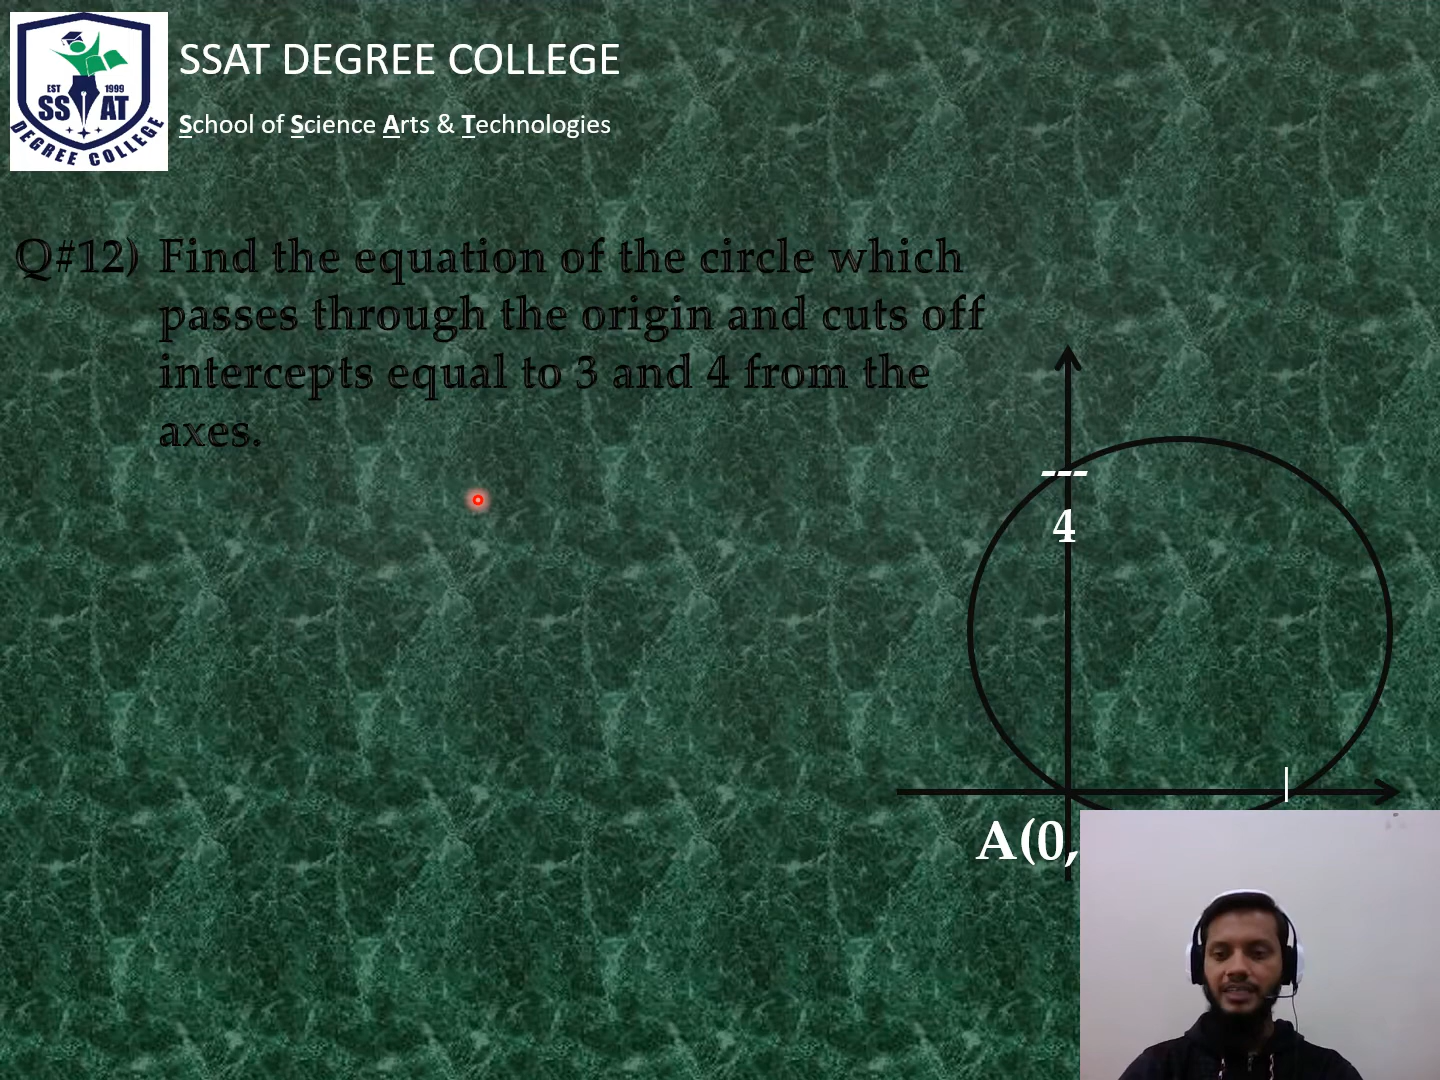 EST 1999
SSAT
DEGREE COLLEGE
SSAT DEGREE COLLEGE
School of Science Arts & Technologies
Q#12) Find the equation of the circle which
passes through the origin and cuts off
intercepts equal to 3 and 4 from the
axes.
4
A(0,